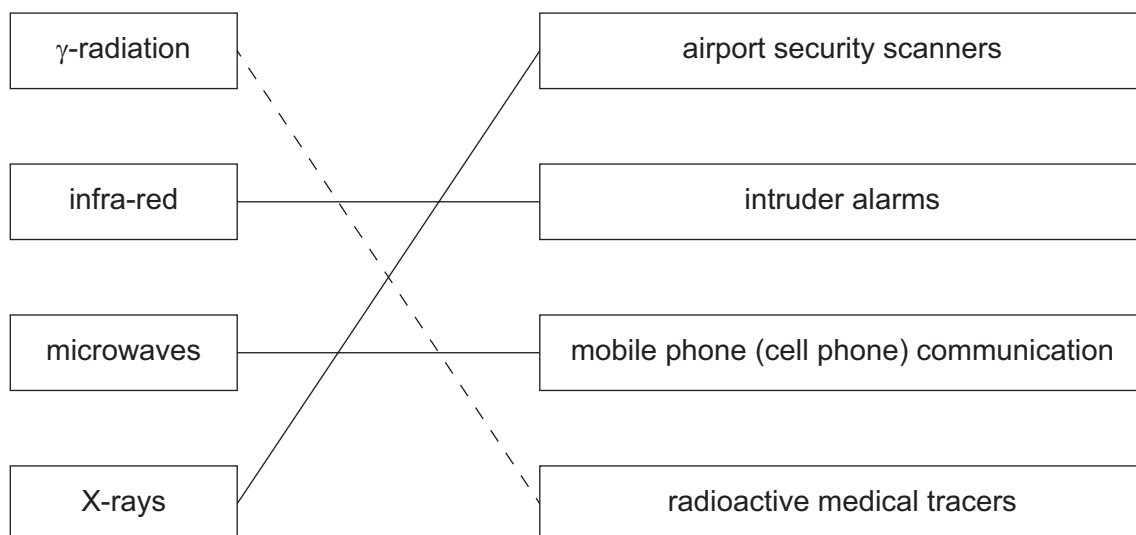 γ-radiation
airport security scanners
infra-red
intruder alarms
microwaves
mobile phone (cell phone) communication
X-rays
radioactive medical tracers